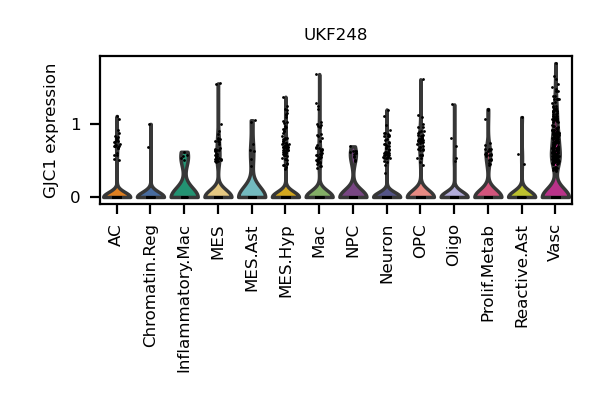 UKF248
GJC1 expression
1
0
AC
Chromatin.Reg
Inflammatory.Mac
MES
MES.Ast
MES.Hyp
Mac
NPC
Neuron
OPC
Oligo
Prolif.Metab
Reactive.Ast
Vasc